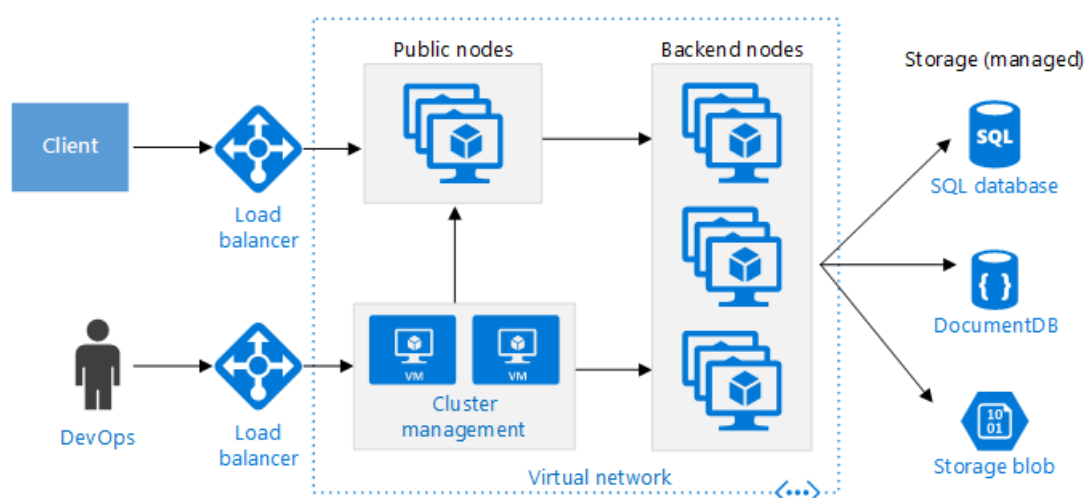 Public nodes
Backend nodes
Storage (managed)
Client
Load
balancer
SQL
SQL database
{ }
DocumentDB
DevOps
Load
balancer
VM
VM
Cluster
management
10
01
Storage blob
Virtual network